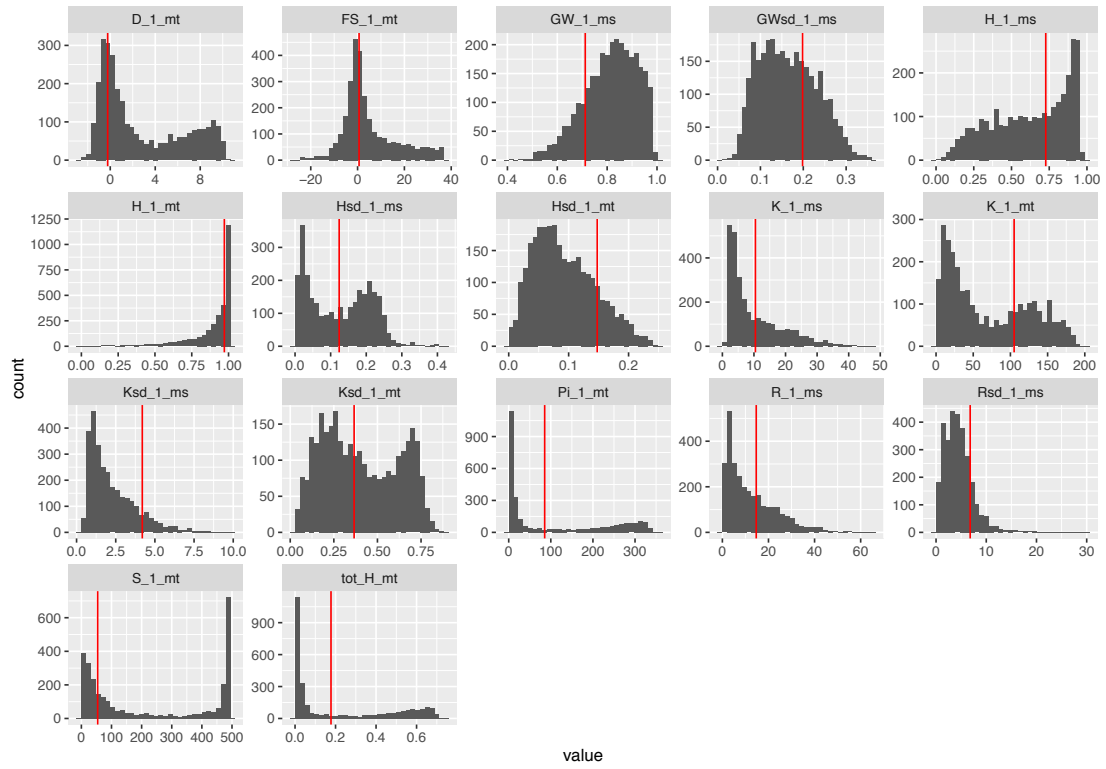 D_1_mt
FS_1_mt
GW_1_ms
GWsd_1_ms
H_1_ms
300
200
100
0
0 4 8
400
300
200
100
0
−20 0 20 40
200
150
100
50
0
0.4 0.6 0.8 1.0
150
100
50
0
0.0 0.1 0.2 0.3
200
100
0
0.00 0.25 0.50 0.75 1.00
H_1_mt
Hsd_1_ms
Hsd_1_mt
K_1_ms
K_1_mt
1250
1000
750
500
250
0
0.00 0.25 0.50 0.75 1.00
300
200
100
0
0.0 0.1 0.2 0.3 0.4
150
100
50
0
0.0 0.1 0.2
400
200
0
0 10 20 30 40 50
300
200
100
0
0 50 100 150 200
Ksd_1_ms
Ksd_1_mt
Pi_1_mt
R_1_ms
Rsd_1_ms
400
300
200
100
0
0.0 2.5 5.0 7.5 10.0
150
100
50
0
0.00 0.25 0.50 0.75
900
600
300
0
0 100 200 300
400
200
0
0 20 40 60
400
300
200
100
0
0 10 20 30
S_1_mt
tot_H_mt
600
400
200
0
0 100 200 300 400 500
900
600
300
0
0.0 0.2 0.4 0.6
count
value